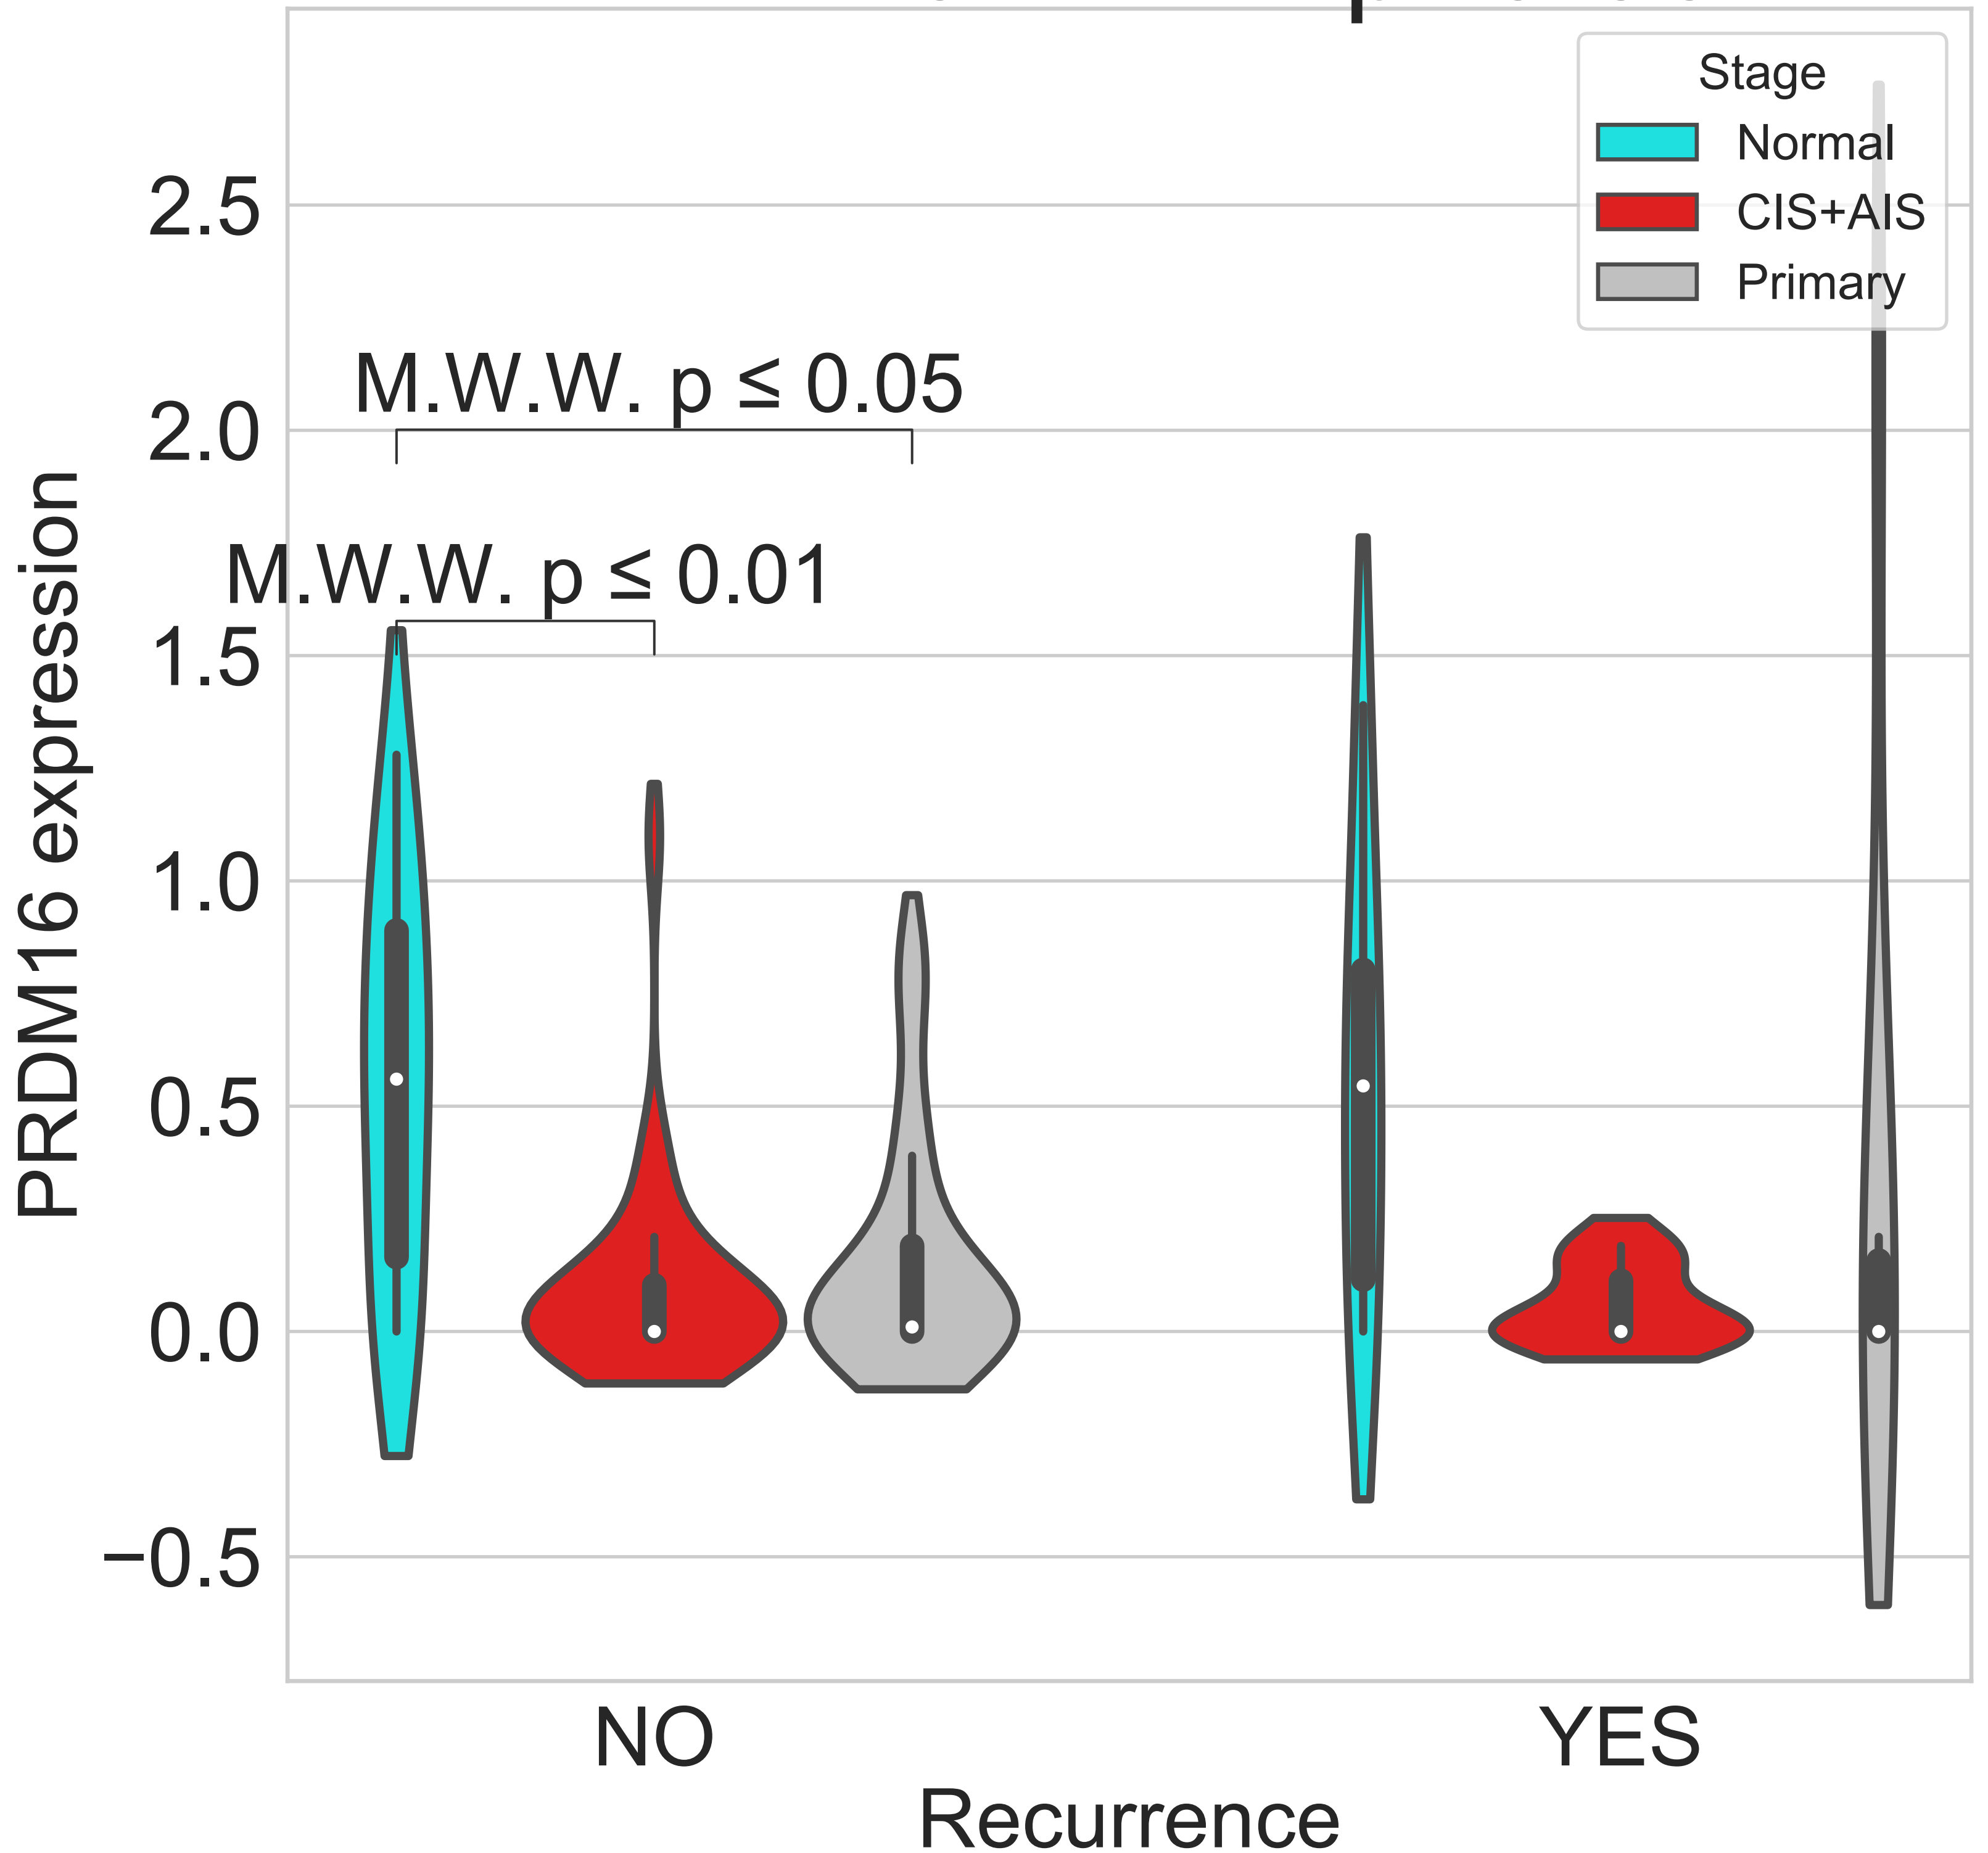 Stage
Normal
CIS+AIS
Primary
2.5
2.0
1.5
1.0
0.5
0.0
−0.5
M.W.W. p ≤ 0.05
M.W.W. p ≤ 0.01
PRDM16 expression
NO
YES
Recurrence